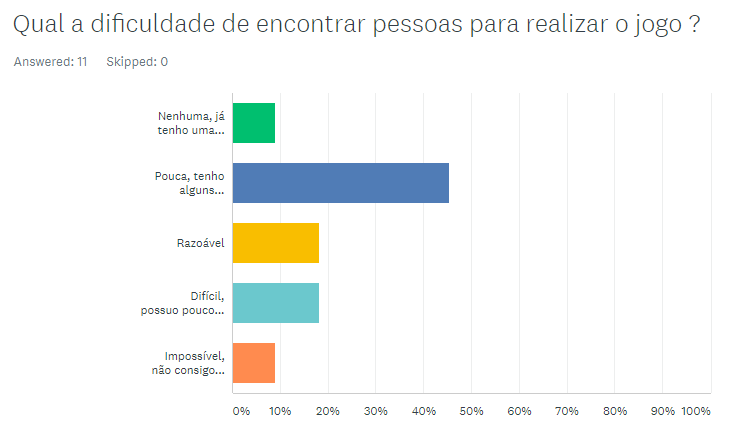 Qual a dificuldade de encontrar pessoas para realizar o jogo ?
Answered: 11 Skipped: 0
Nenhuma, já
tenho uma...
Pouca, tenho
alguns...
Razoável
Difícil,
possuo pouco...
Impossível,
não consigo...
0% 10% 20% 30% 40% 50% 60% 70% 80% 90% 100%